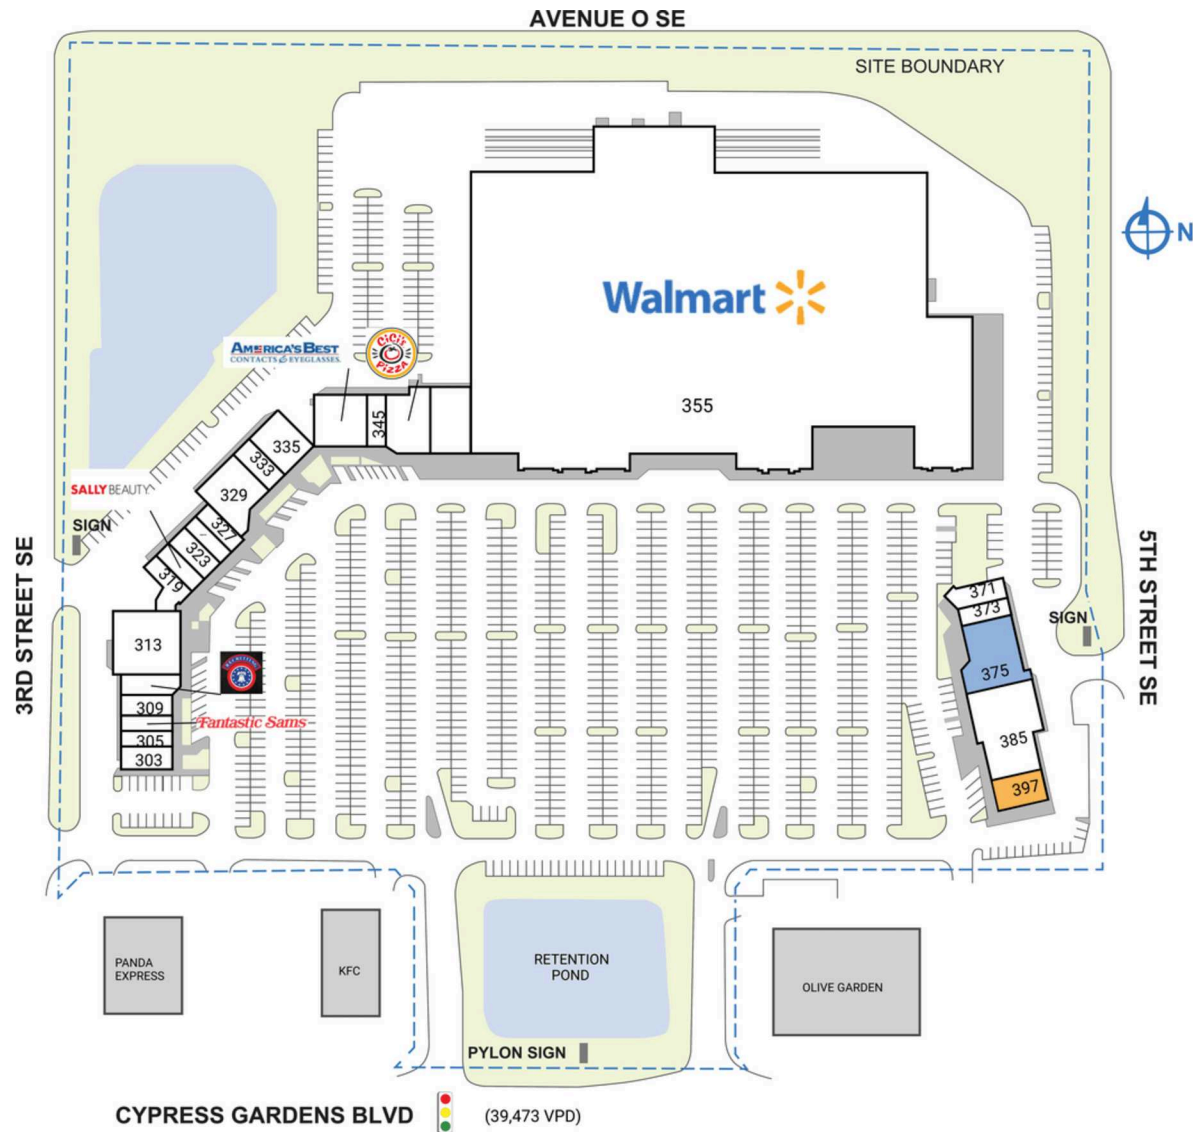 AVENUE O SE
SITE BOUNDARY
N
Walmart
AMERICA'S BEST
CONTACTS & EYEGLASSES
CiCi's
Pizza
355
345
335
333
329
SALLY BEAUTY
327
323
319
SIGN
3RD STREET SE
5TH STREET SE
371
373
SIGN
313
375
309
Fantastic Sams
305
303
385
397
PANDA
EXPRESS
KFC
RETENTION
POND
OLIVE GARDEN
PYLON SIGN
CYPRESS GARDENS BLVD
(39,473 VPD)